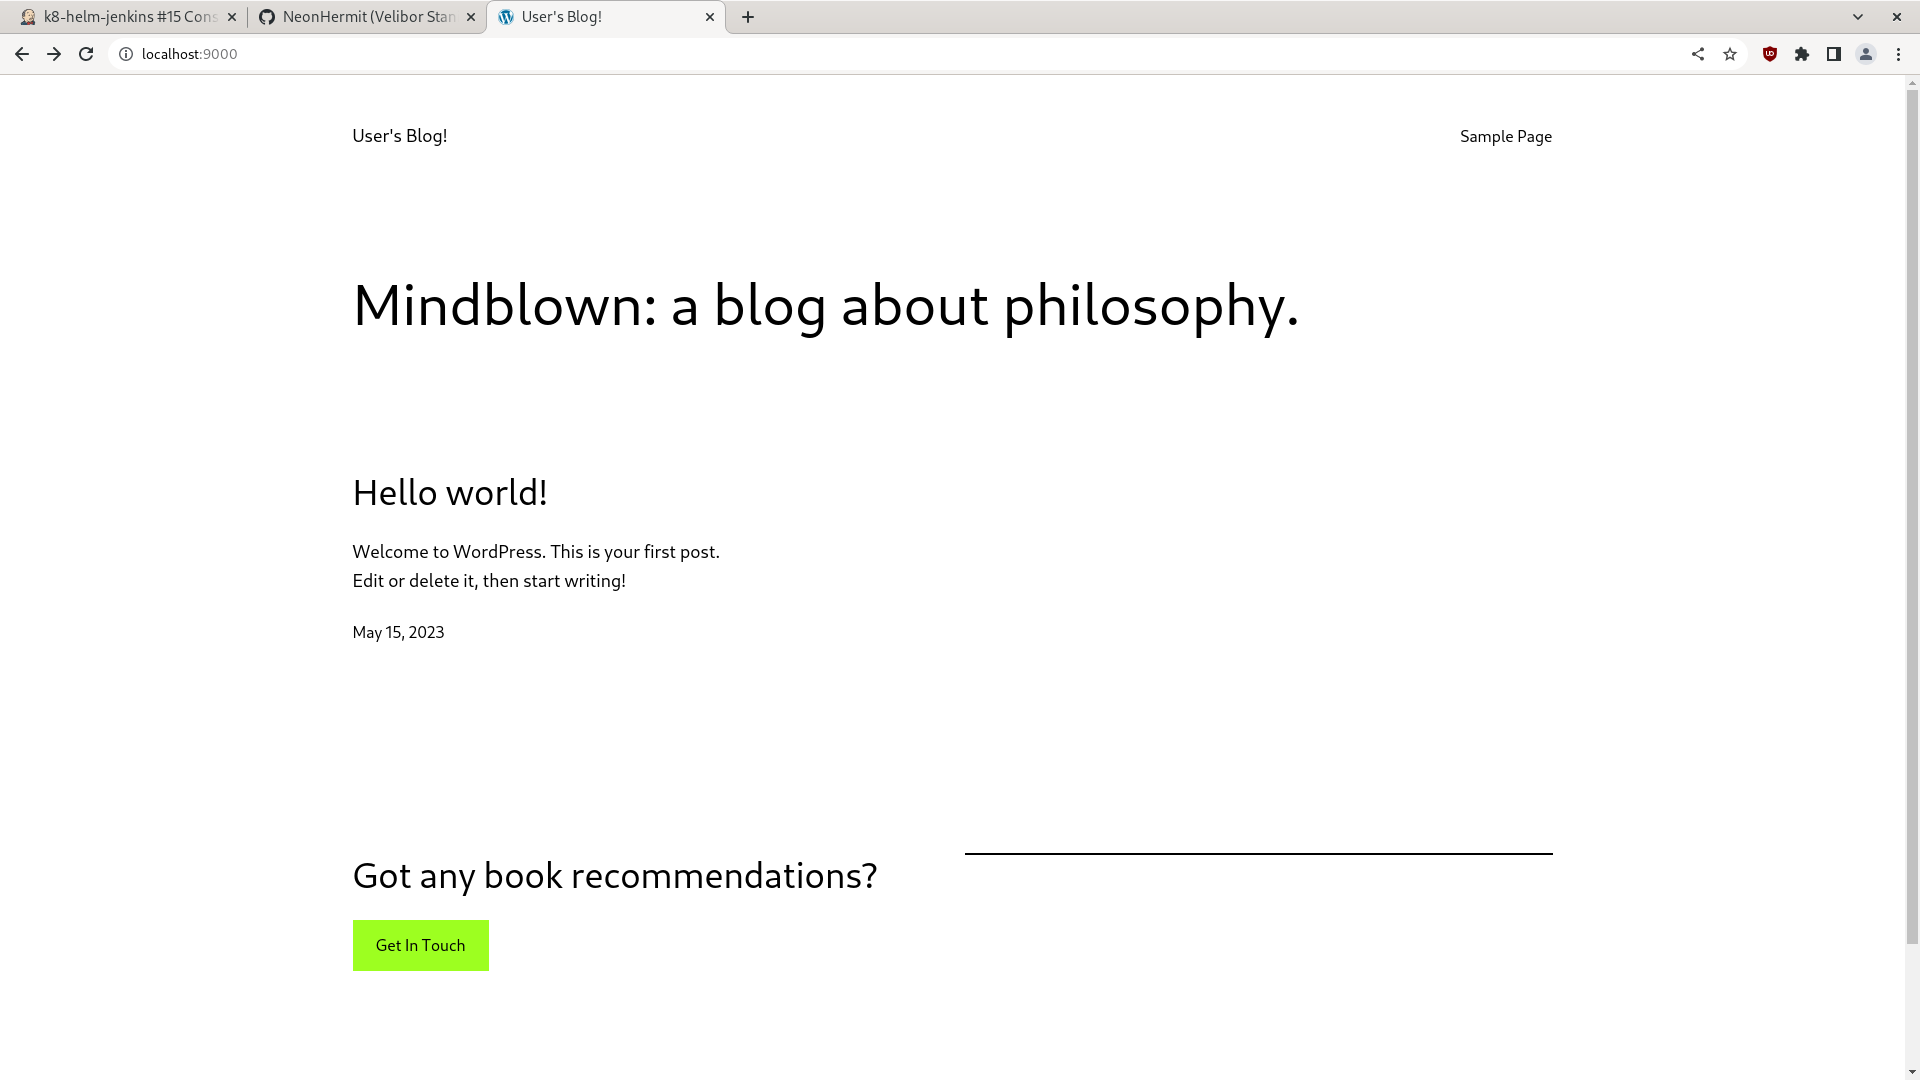 k8-helm-jenkins #15 Cons
NeonHermit (Velibor Stan
User's Blog!
localhost:9000
User's Blog!
Sample Page
Mindblown: a blog about philosophy.
Hello world!
Welcome to WordPress. This is your first post.
Edit or delete it, then start writing!
May 15, 2023
Got any book recommendations?
Get In Touch